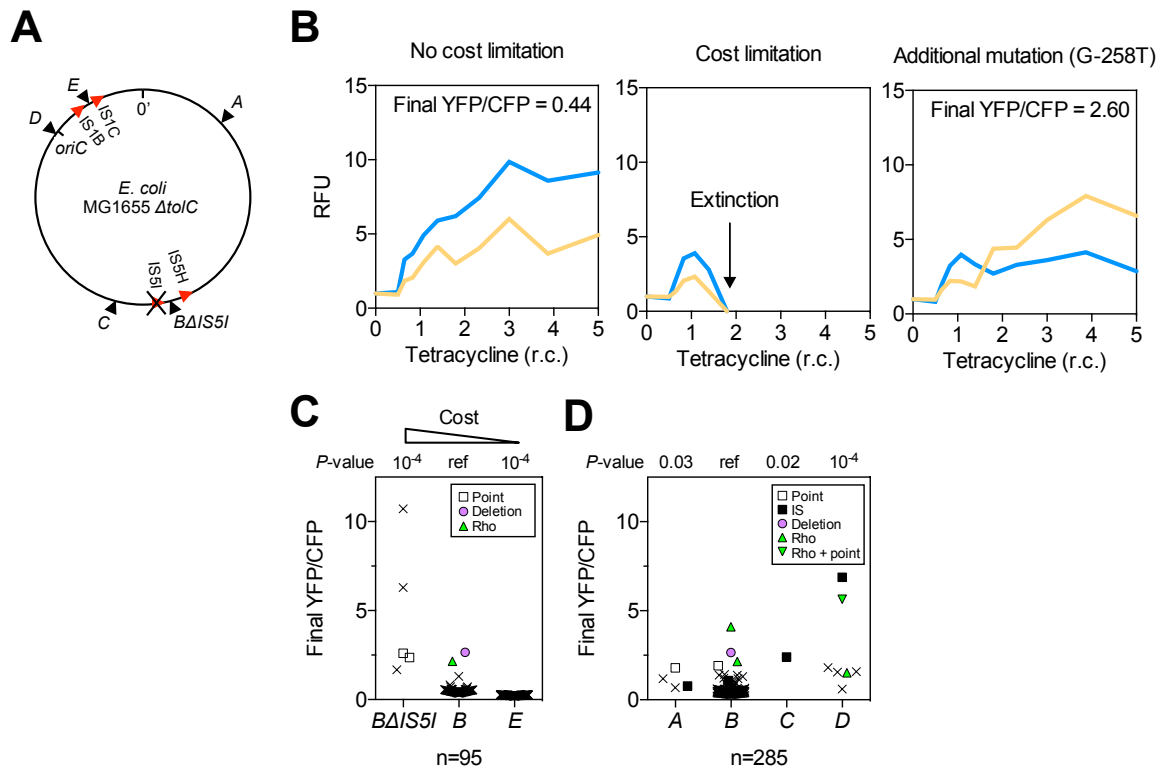 A
E
A
D
0'
IS1C
IS1B
oriC
E. coli
MG1655 ΔtolC
IS5I
IS5H
C
BΔIS5I
B
No cost limitation
Cost limitation
Additional mutation (G-258T)
15
10
5
0
RFU
Final YFP/CFP = 0.44
0 1 2 3 4 5
Tetracycline (r.c.)
15
10
5
0
Extinction
0 1 2 3 4 5
Tetracycline (r.c.)
15
10
5
0
Final YFP/CFP = 2.60
0 1 2 3 4 5
Tetracycline (r.c.)
C
Cost
P-value 10-4 ref 10-4
Point
Deletion
Rho
10
5
0
Final YFP/CFP
BΔIS5I B E
n=95
D
P-value 0.03 ref 0.02 10-4
Point
IS
Deletion
Rho
Rho + point
10
5
0
Final YFP/CFP
A B C D
n=285